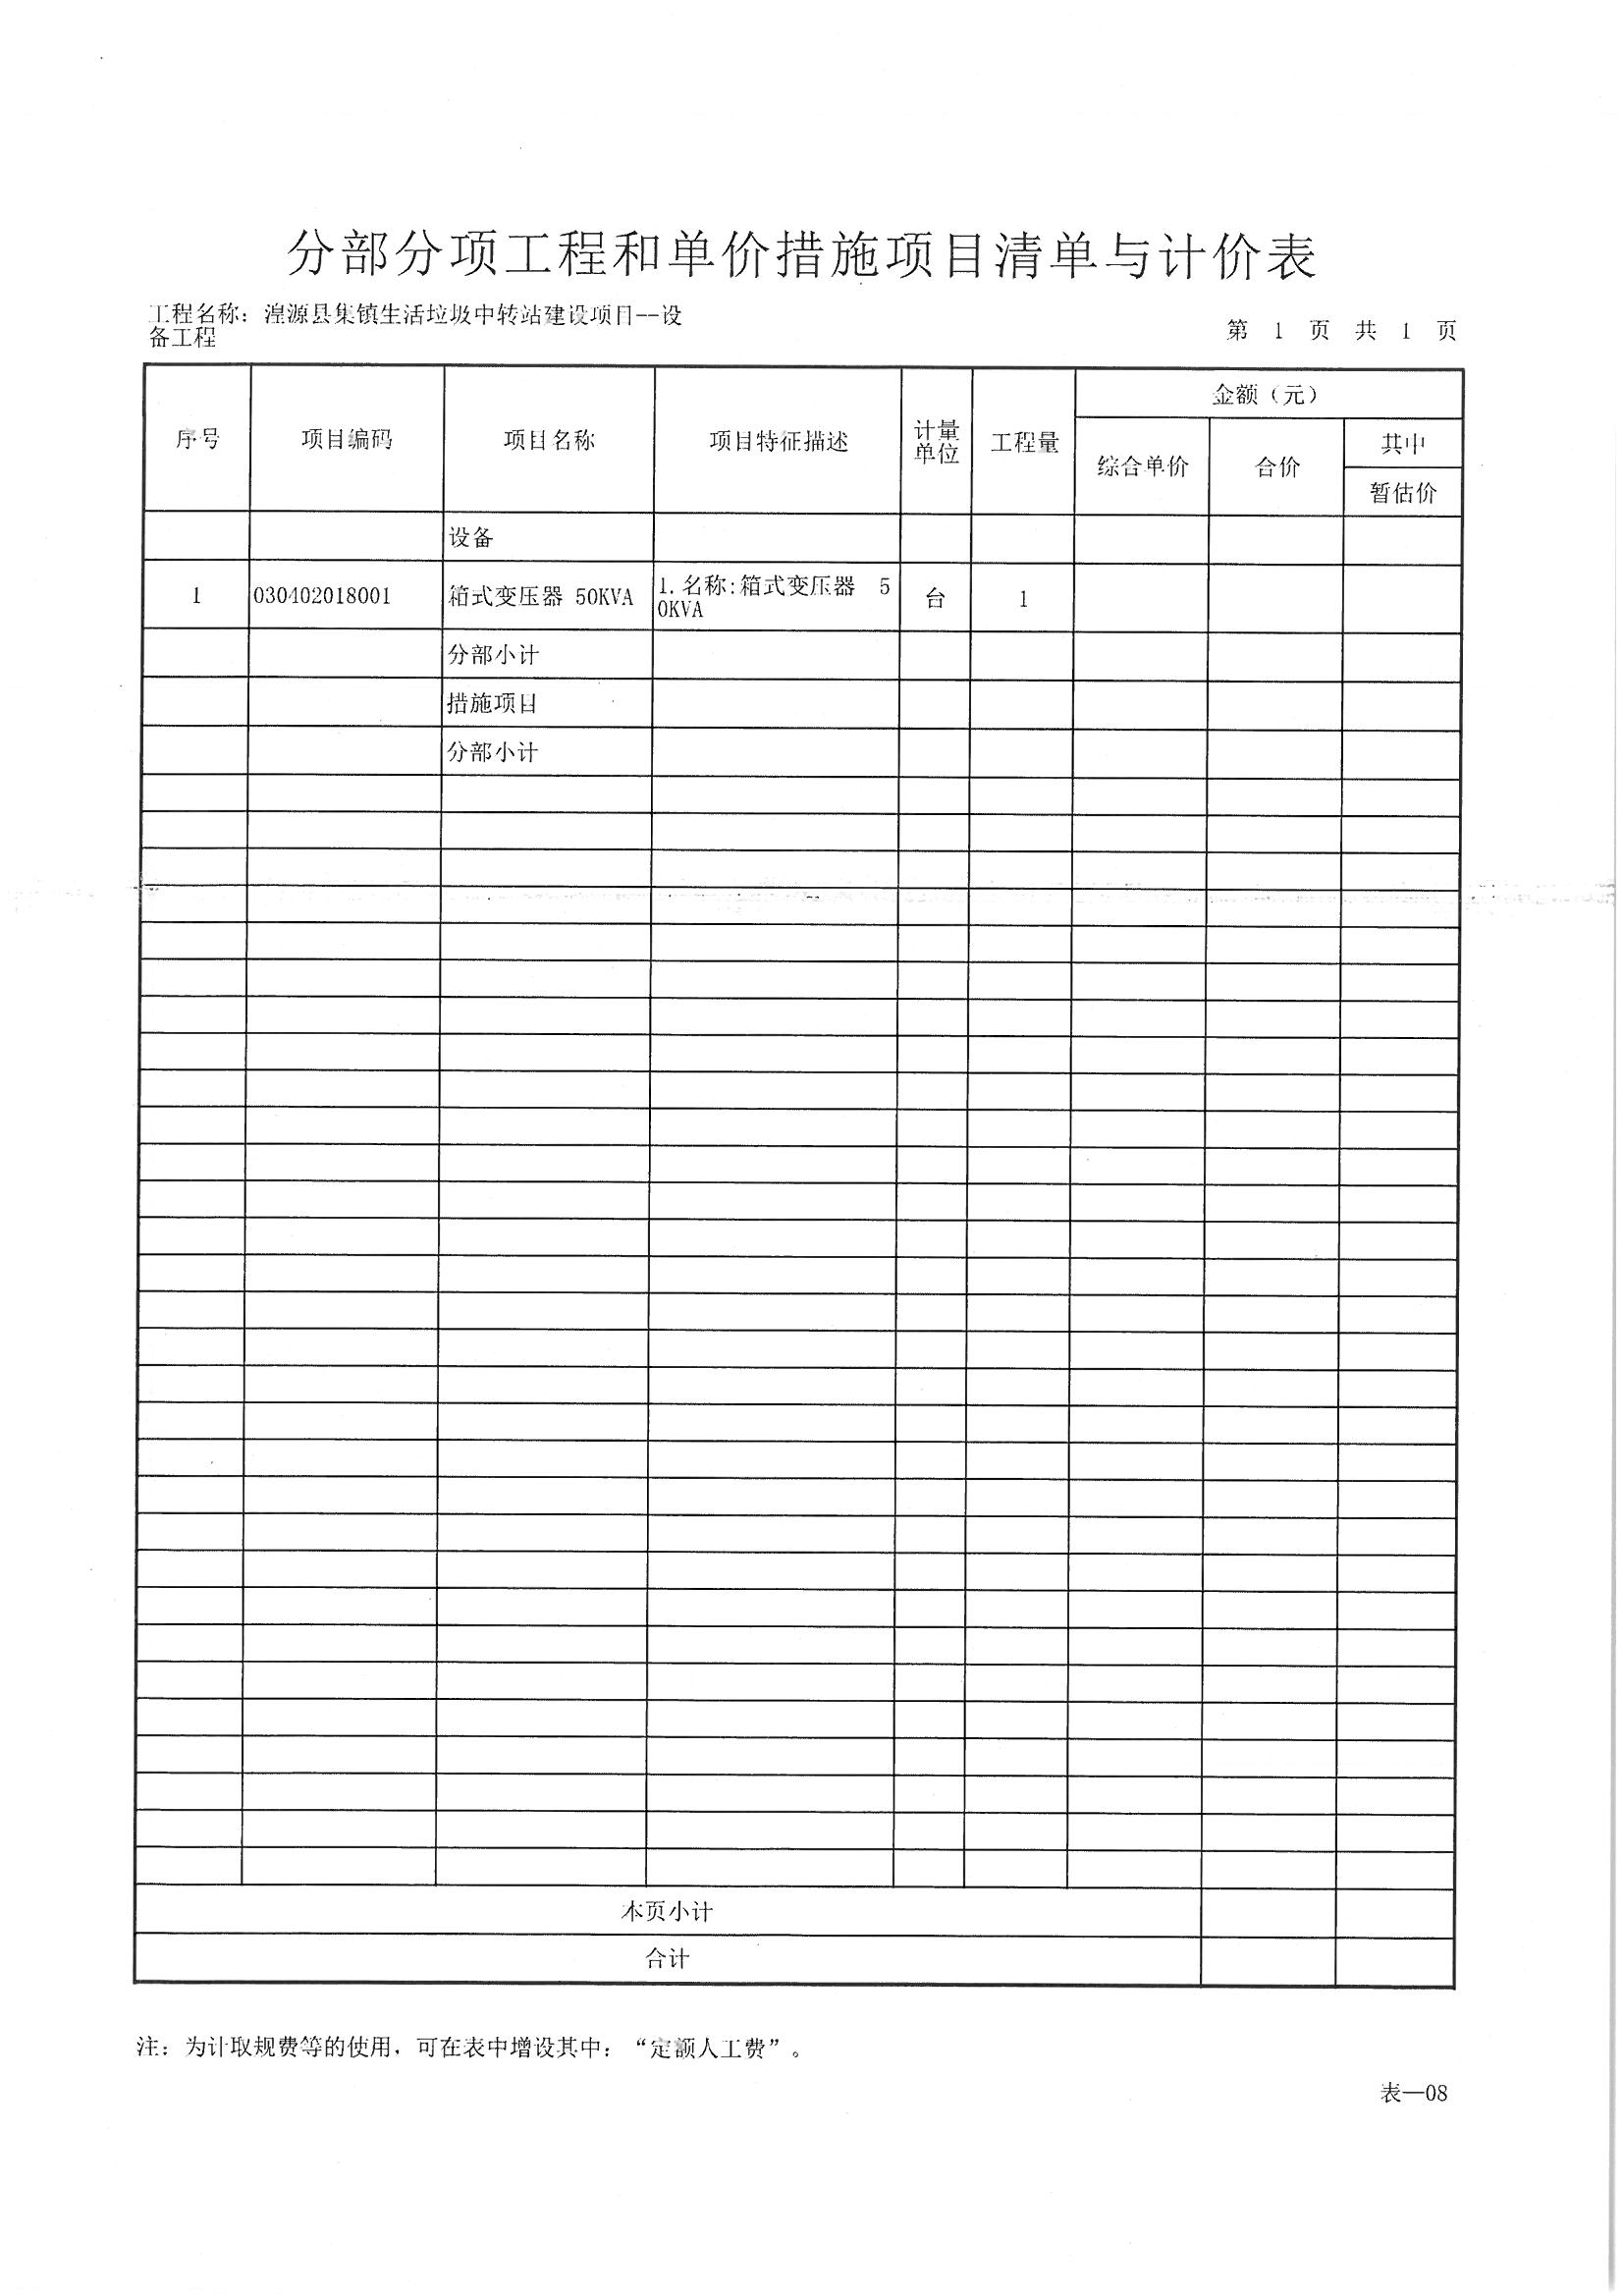 分部分项工程和单价措施项目清单与计价表
工程名称：湟源县集镇生活垃圾中转站建设项目--设
备工程
第 1 页 共 1 页
序号 项目编码 项目名称 项目特征描述 计量单位 工程量 金额（元）
综合单价 合价 其中
暂估价
设备
1 030402018001 箱式变压器 50KVA 1.名称:箱式变压器 5 台 1
0KVA
分部小计
措施项目
分部小计
本页小计
合计
注：为计取规费等的使用，可在表中增设其中：“定额人工费”。
表—08